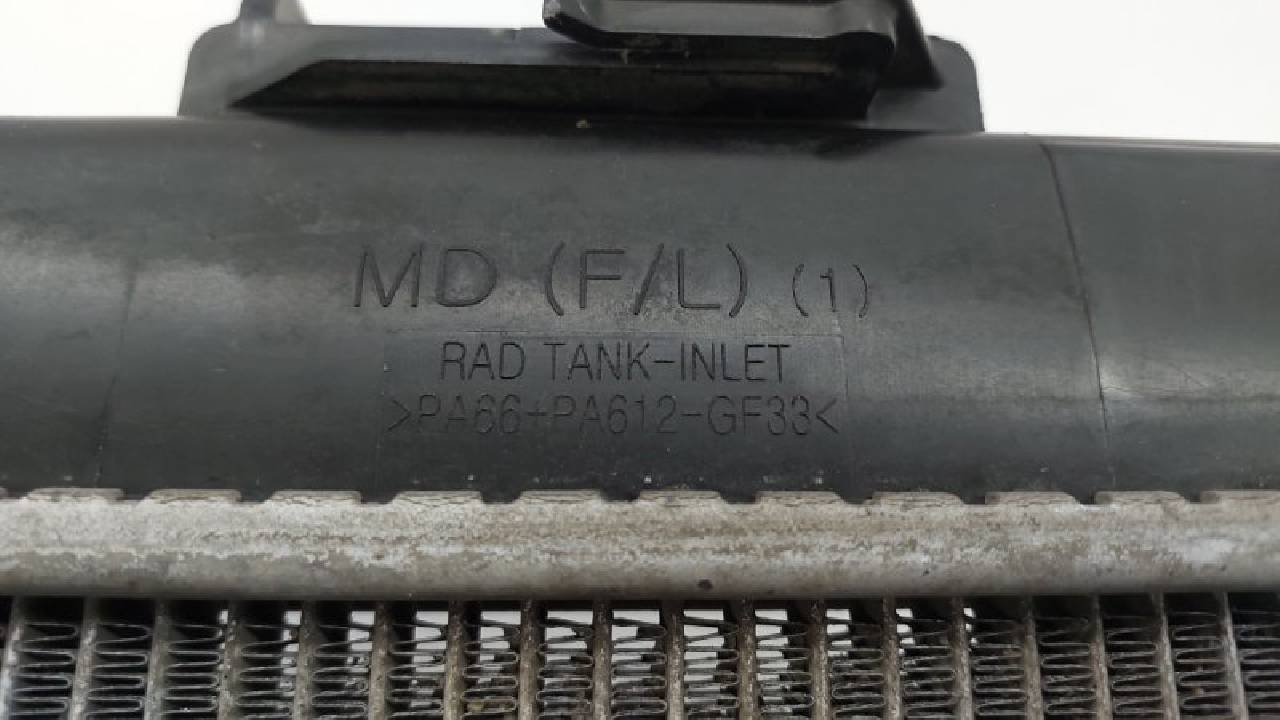 MD (F/L) (1)
RAD TANK-INLET
>PA66+PA612-GF33<